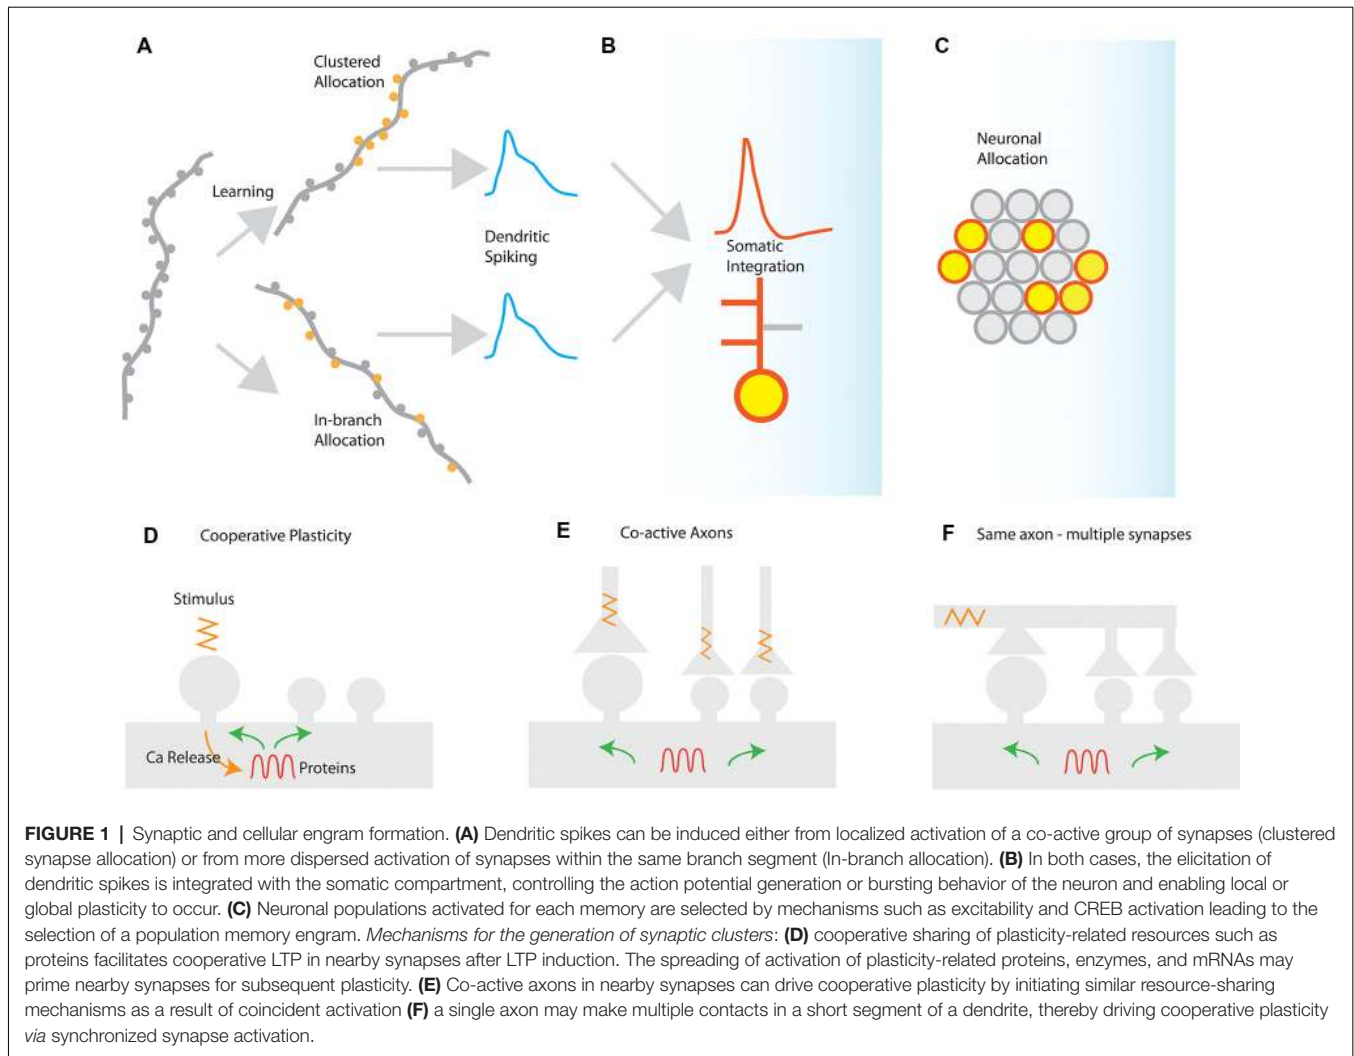 A
B
C
Clustered
Allocation
Neuronal
Allocation
Learning
Dendritic
Spiking
Somatic
Integration
In-branch
Allocation
D
Cooperative Plasticity
E
Co-active Axons
F
Same axon - multiple synapses
Stimulus
Ca Release
Proteins
FIGURE 1 | Synaptic and cellular engram formation. (A) Dendritic spikes can be induced either from localized activation of a co-active group of synapses (clustered
synapse allocation) or from more dispersed activation of synapses within the same branch segment (In-branch allocation). (B) In both cases, the elicitation of
dendritic spikes is integrated with the somatic compartment, controlling the action potential generation or bursting behavior of the neuron and enabling local or
global plasticity to occur. (C) Neuronal populations activated for each memory are selected by mechanisms such as excitability and CREB activation leading to the
selection of a population memory engram. Mechanisms for the generation of synaptic clusters: (D) cooperative sharing of plasticity-related resources such as
proteins facilitates cooperative LTP in nearby synapses after LTP induction. The spreading of activation of plasticity-related proteins, enzymes, and mRNAs may
prime nearby synapses for subsequent plasticity. (E) Co-active axons in nearby synapses can drive cooperative plasticity by initiating similar resource-sharing
mechanisms as a result of coincident activation (F) a single axon may make multiple contacts in a short segment of a dendrite, thereby driving cooperative plasticity
via synchronized synapse activation.